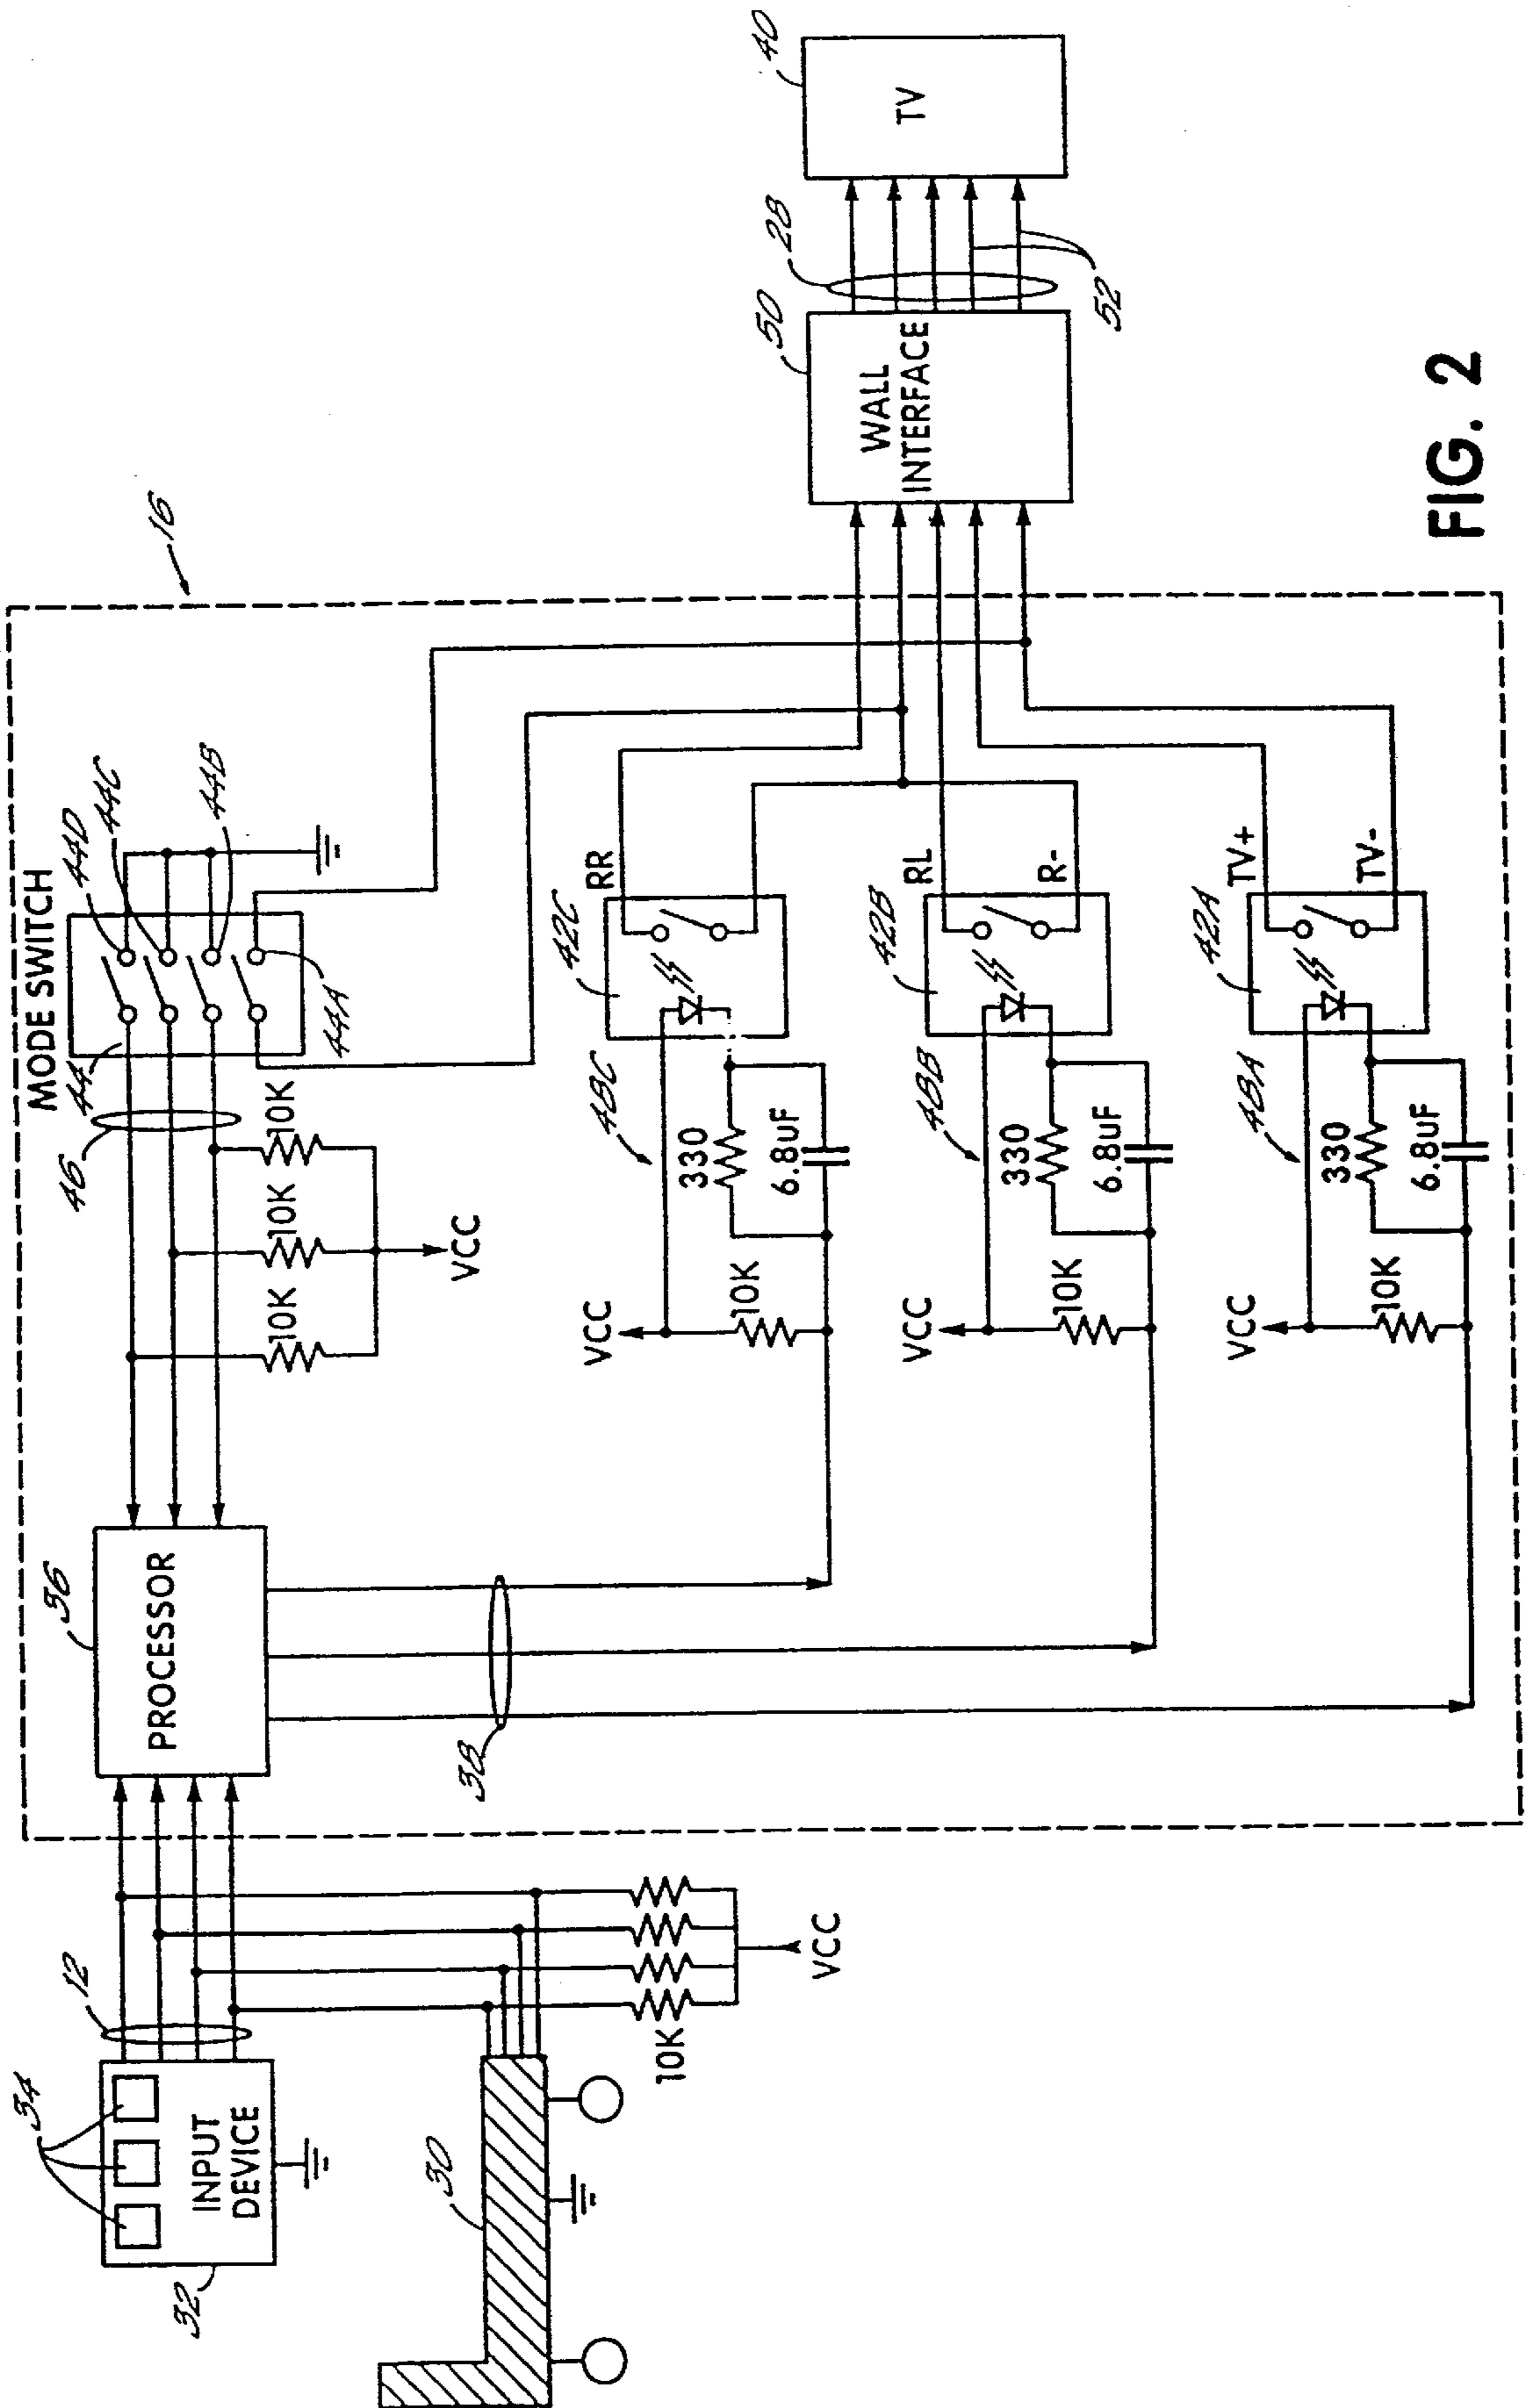 MODE SWITCH
16
44D
44C
44B
44A
44
46
10K
10K
10K
VCC
36
PROCESSOR
34
12
INPUT
DEVICE
32
30
10K
VCC
38
42C
RR
48C
330
6.8uF
VCC
10K
42B
RL
R-
48B
330
6.8uF
VCC
10K
42A
TV+
TV-
48A
330
6.8uF
VCC
10K
50
WALL
INTERFACE
28
52
40
TV
FIG. 2